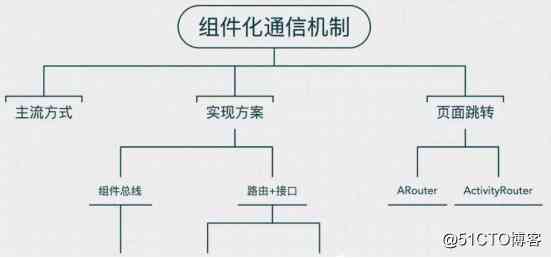 组件化通信机制
主流方式
实现方案
页面跳转
组件总线
路由+接口
ARouter
ActivityRouter
@51CTO博客